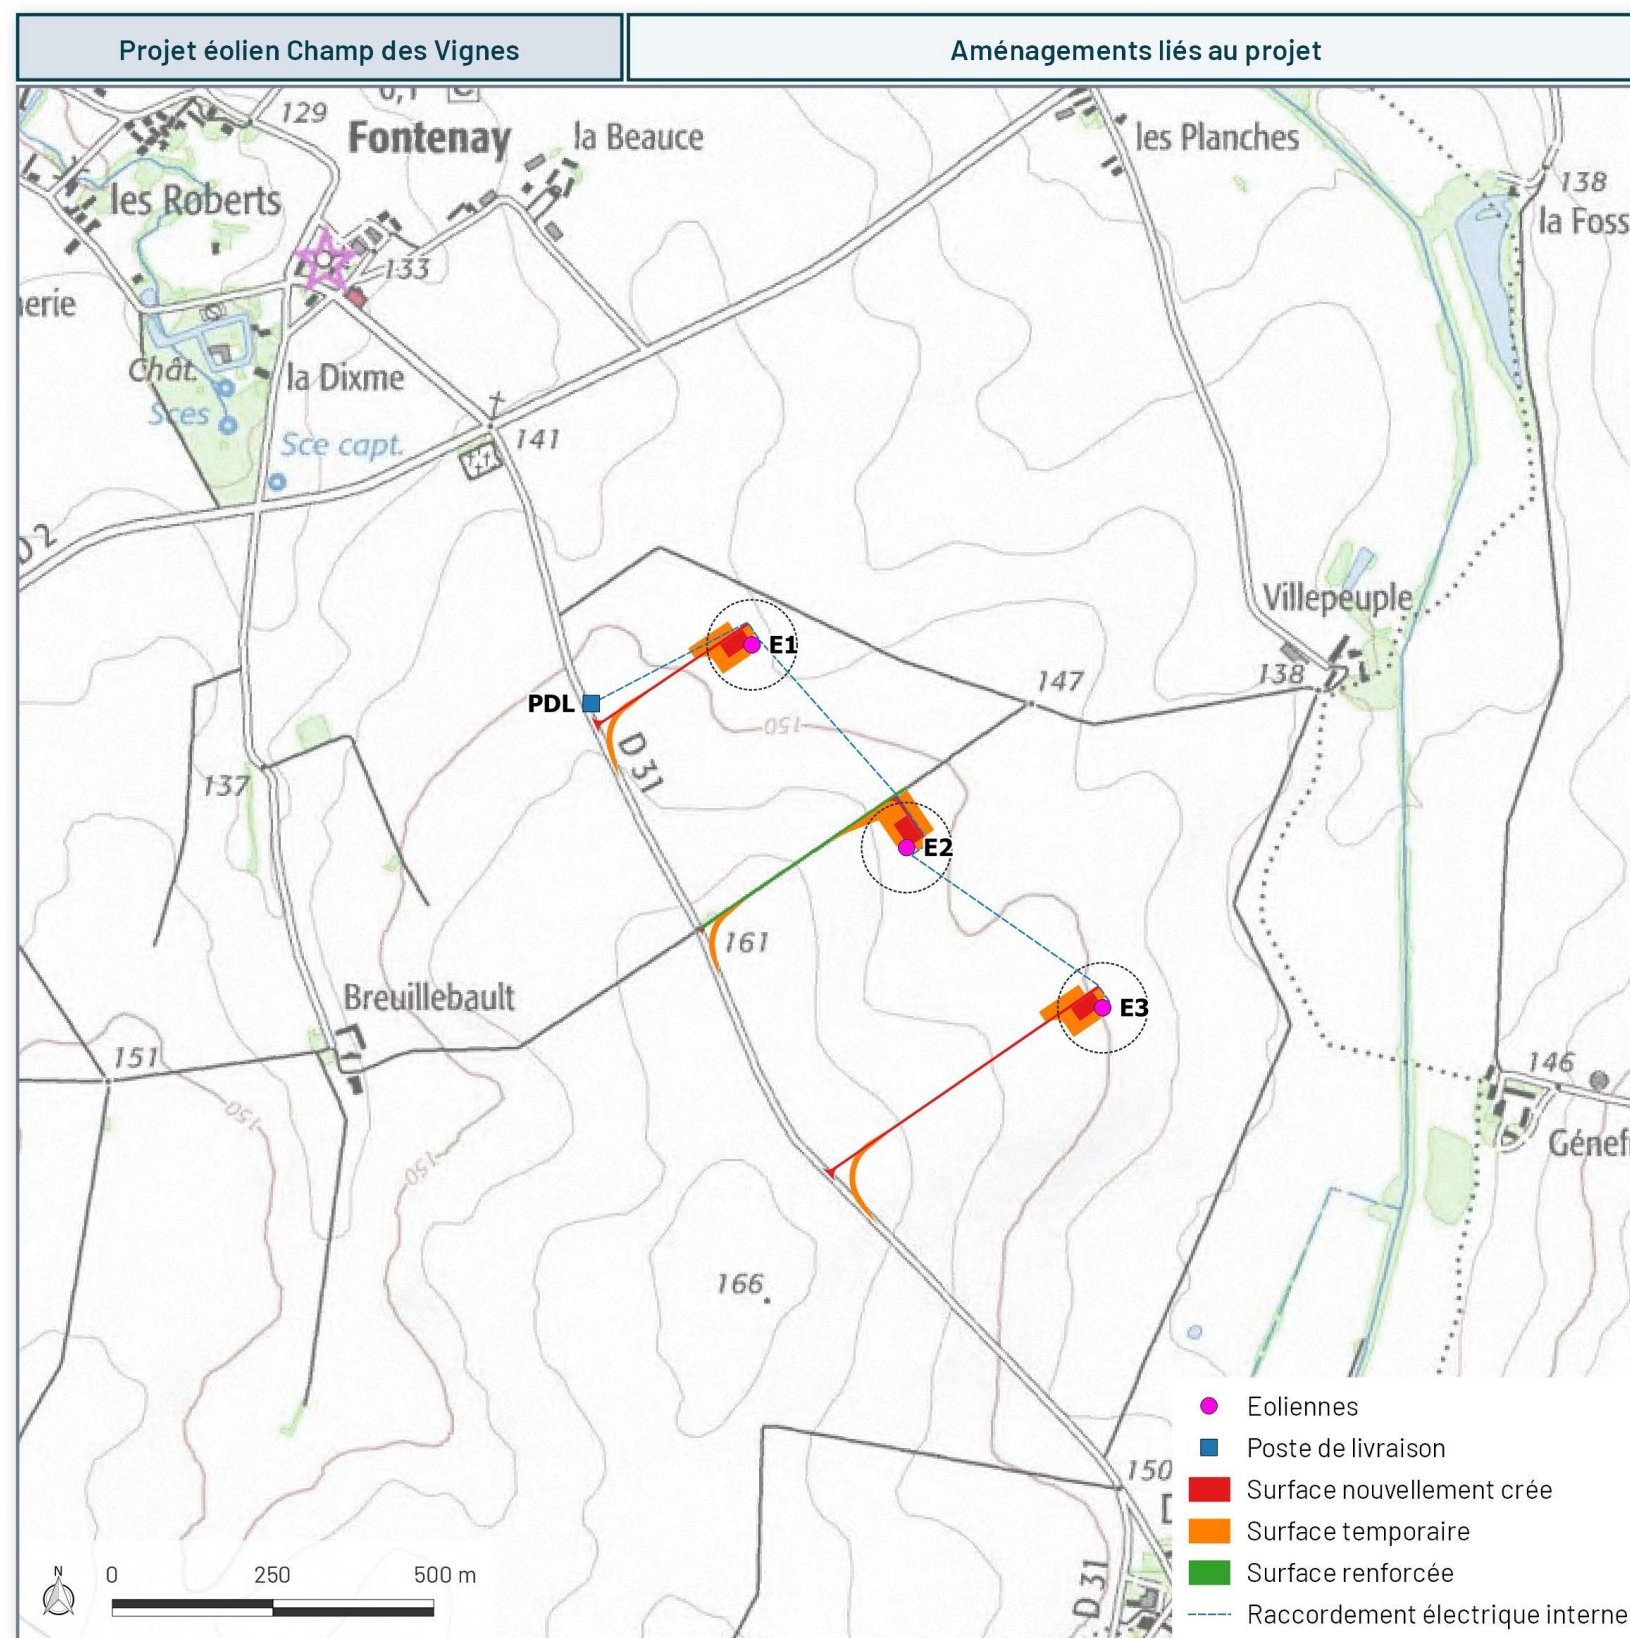 Projet éolien Champ des Vignes
Aménagements liés au projet
129
Fontenay
la Beauce
les Planches
138
les Roberts
la Foss
133
erie
Chât.
la Dixme
Sces
141
Sce capt.
D 2
Villepeuple
E1
138
147
PDL
150
D 31
137
E2
161
Breuillebault
E3
151
146
150
Génef
150
166
Eoliennes
Poste de livraison
150
Surface nouvellement crée
Surface temporaire
D 31
Surface renforcée
N
0 250 500 m
Raccordement électrique interne